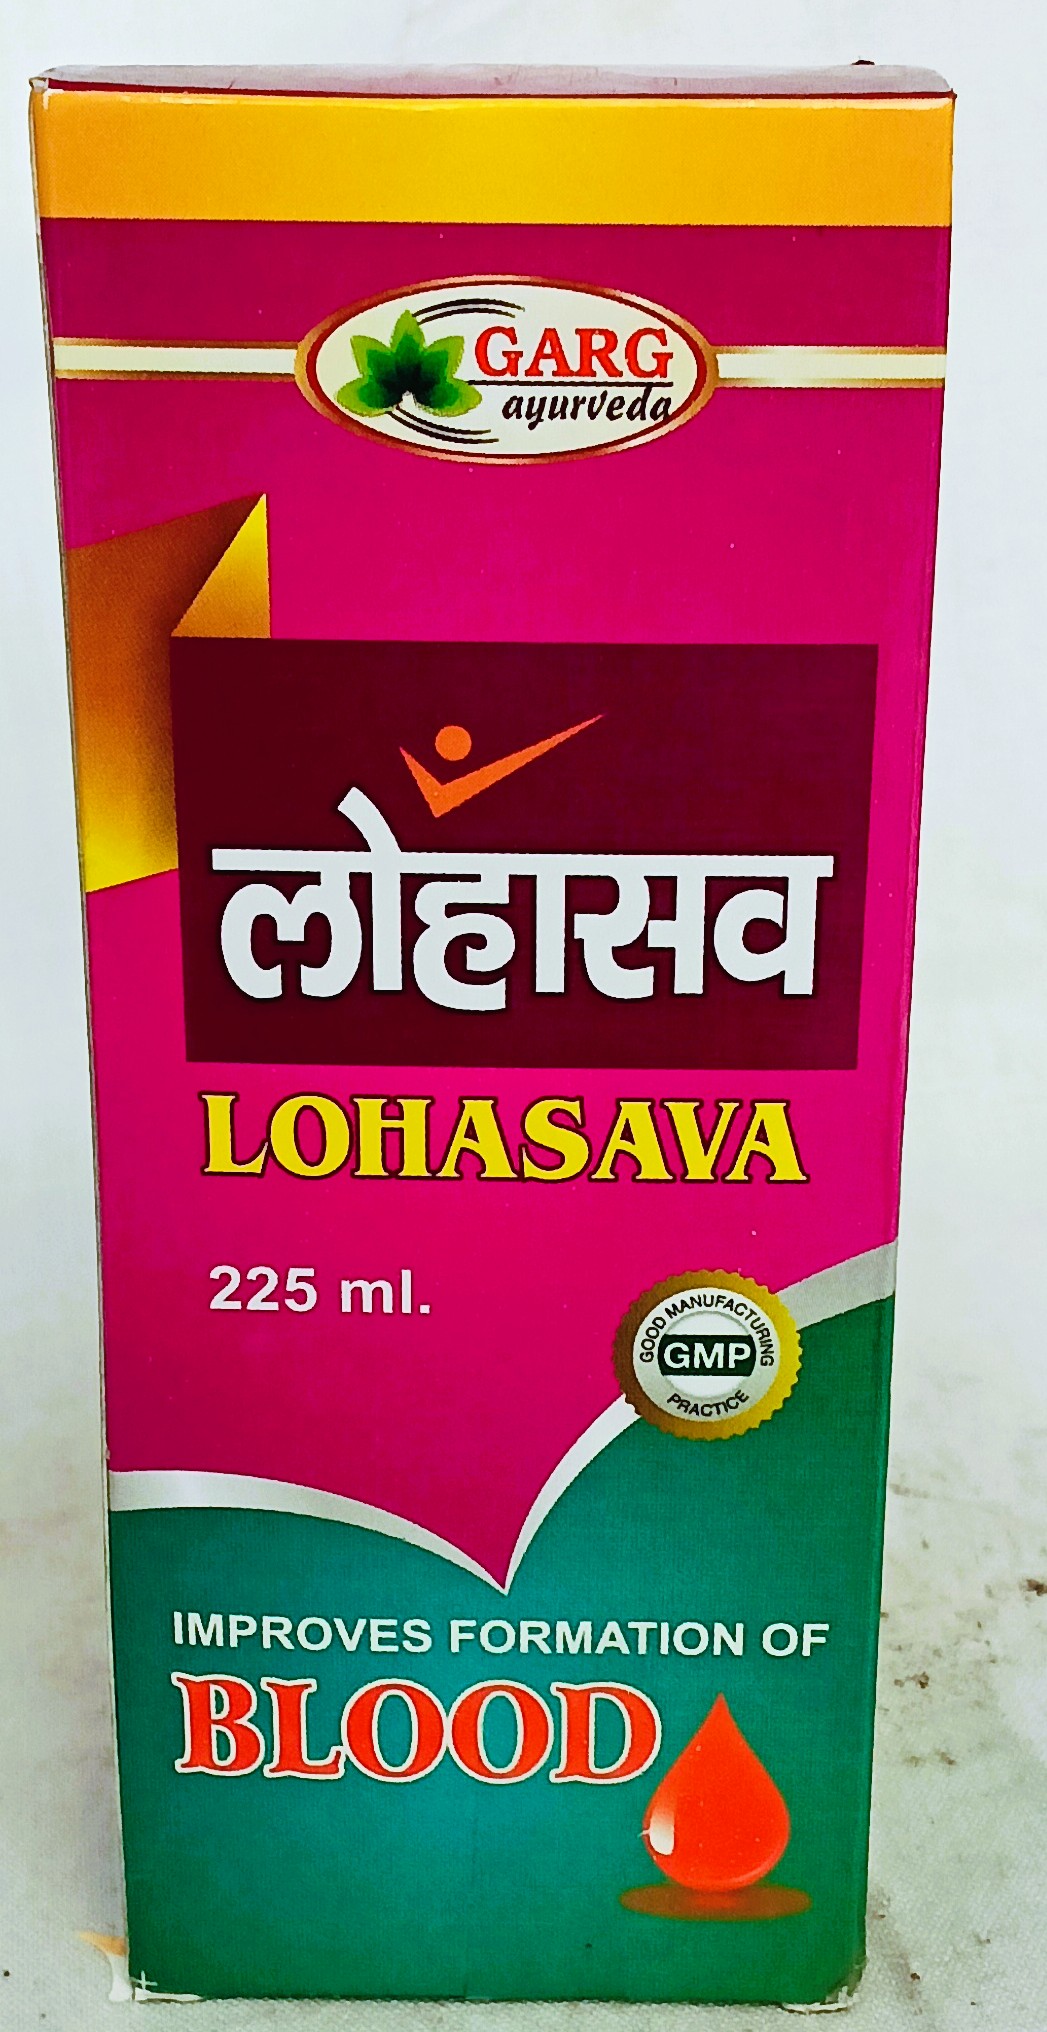 GARG
ayurveda
लोहासव
LOHASAVA
225 ml.
GOOD MANUFACTURING
GMP
PRACTICE
IMPROVES FORMATION OF
BLOOD